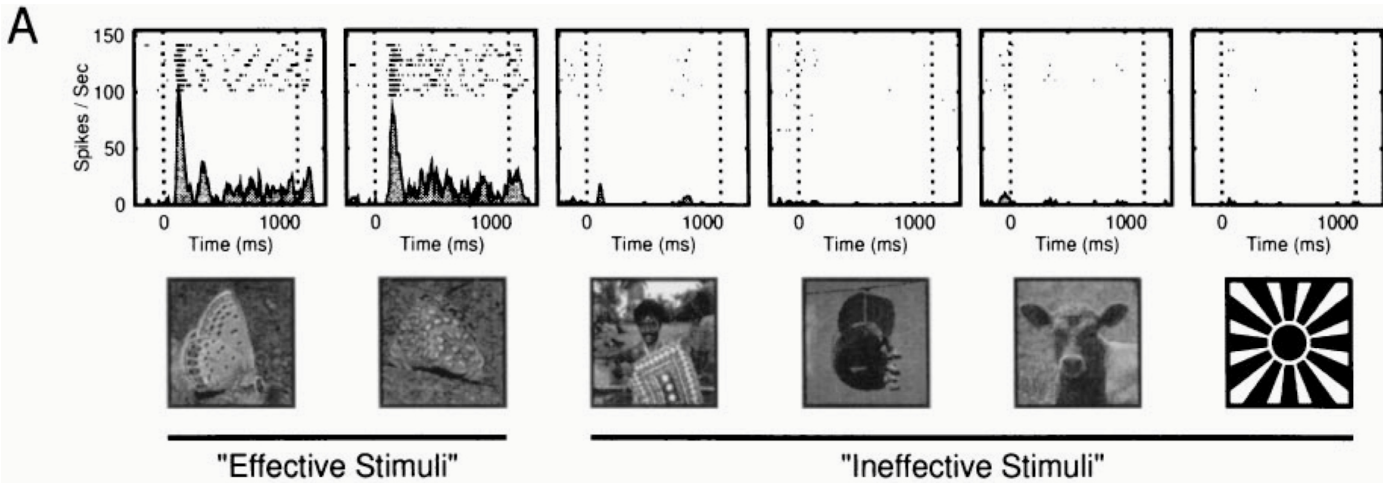 A
Spikes / Sec
150
100
50
0
0 1000
Time (ms)
0 1000
Time (ms)
0 1000
Time (ms)
0 1000
Time (ms)
0 1000
Time (ms)
0 1000
Time (ms)
"Effective Stimuli"
"Ineffective Stimuli"